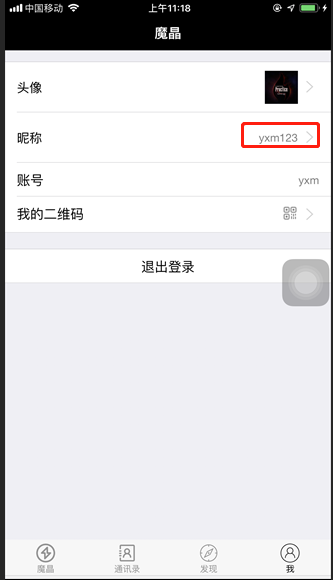 中国移动 上午11:18
魔晶
头像
昵称 yxm123
账号 yxm
我的二维码
退出登录
魔晶 通讯录 发现 我